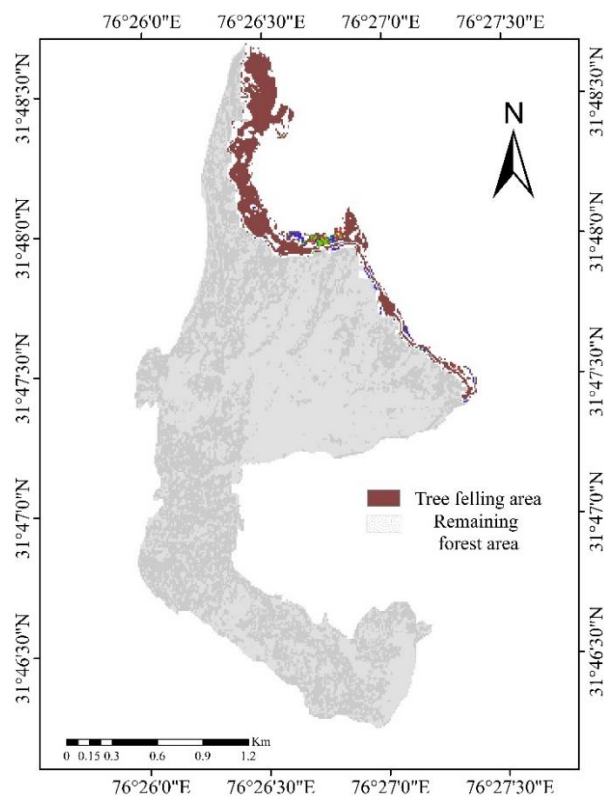 76°26'0"E 76°26'30"E 76°27'0"E 76°27'30"E
31°48'30"N 31°48'30"N
N
31°48'0"N 31°48'0"N
31°47'30"N 31°47'30"N
Tree felling area
Remaining
forest area
31°47'0"N 31°47'0"N
31°46'30"N 31°46'30"N
Km
0 0.15 0.3 0.6 0.9 1.2
76°26'0"E 76°26'30"E 76°27'0"E 76°27'30"E